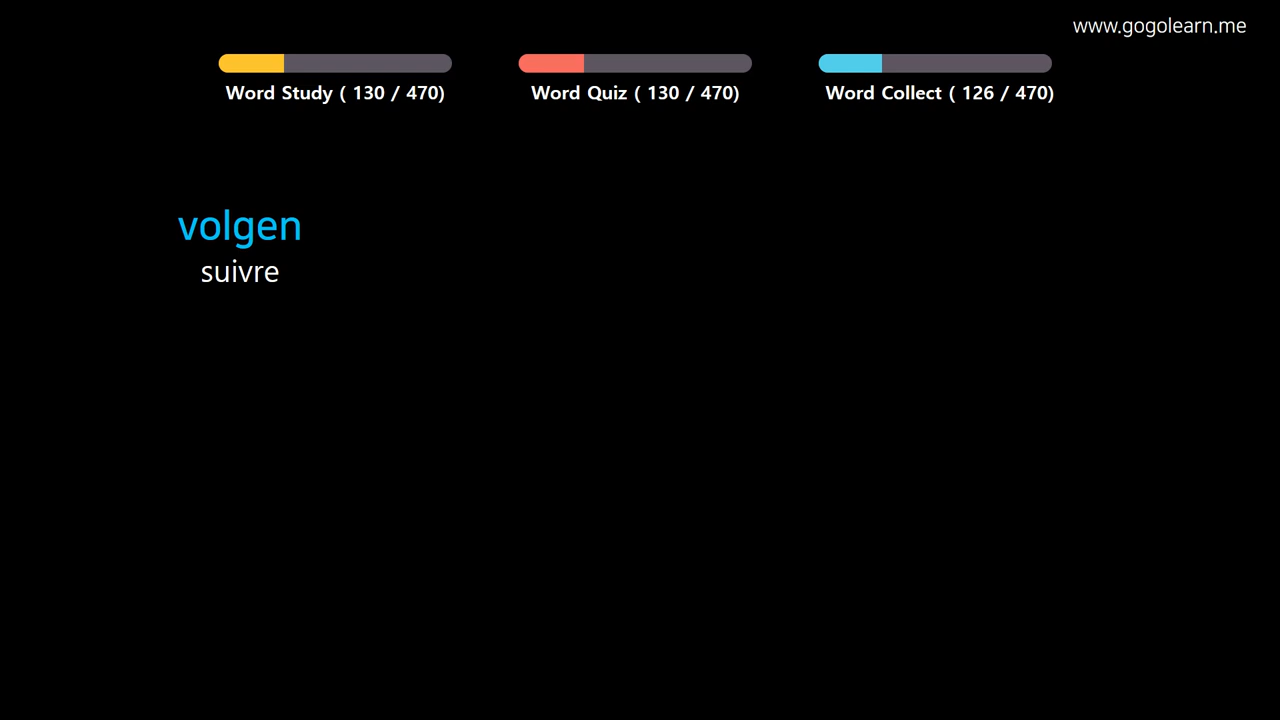 www.gogolearn.me
Word Study ( 130 / 470)
Word Quiz ( 130 / 470)
Word Collect ( 126 / 470)
volgen
suivre